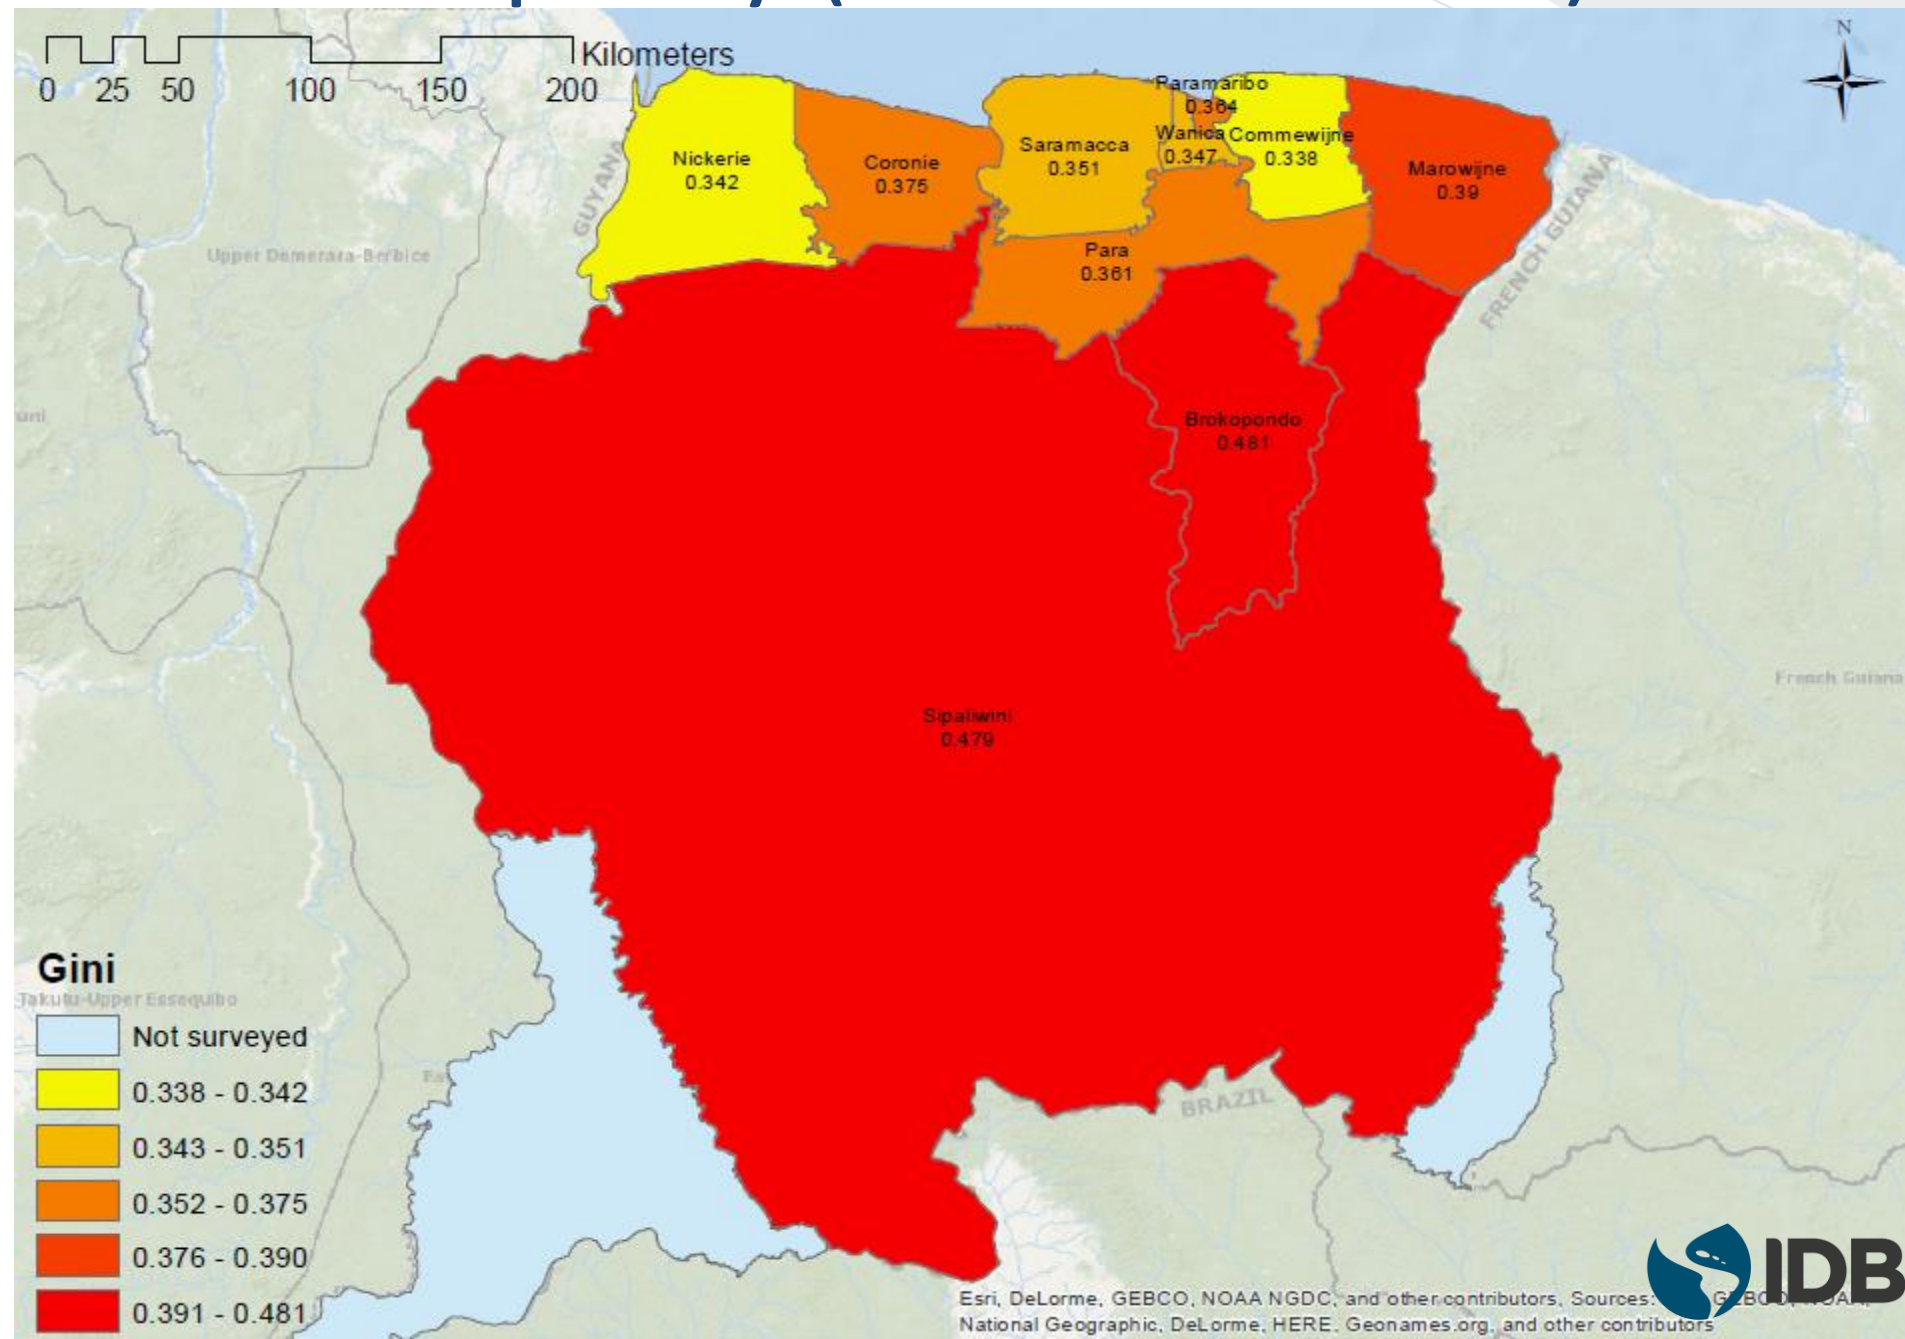 Kilometers
0 25 50 100 150 200
N
Paramaribo
0.364
Nickerie
0.342
Coronie
0.375
Saramacca
0.351
Wanica
0.347
Commewijne
0.338
Marowijne
0.39
GUYANA
FRENCH GUIANA
Upper Demerara-Berbice
Para
0.361
Brokopondo
0.481
French Guiana
Sipaliwini
0.479
BRAZIL
Gini
Takutu-Upper Essequibo
Not surveyed
0.338 - 0.342
0.343 - 0.351
0.352 - 0.375
0.376 - 0.390
0.391 - 0.481
IDB
Esri, DeLorme, GEBCO, NOAA NGDC, and other contributors, Sources:
National Geographic, DeLorme, HERE, Geonames.org, and other contributors